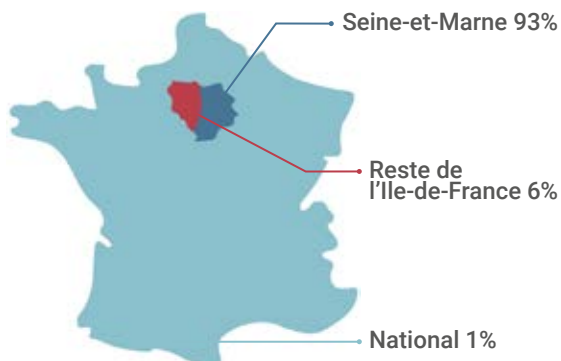 Seine-et-Marne 93%
Reste de
l'Ile-de-France 6%
National 1%